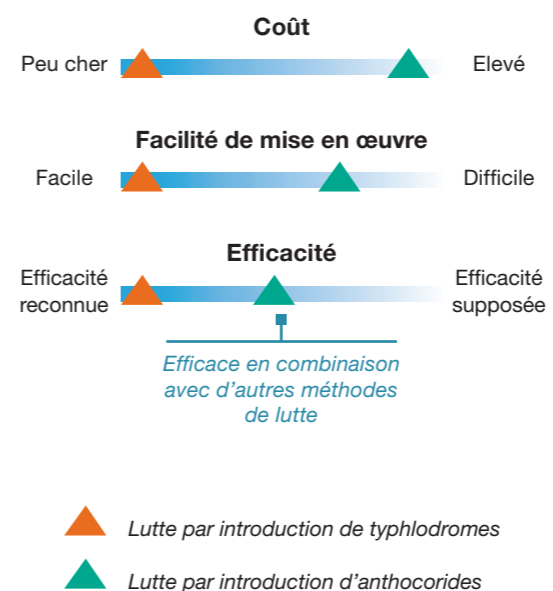 Coût
Peu cher
Elevé
Facilité de mise en œuvre
Facile
Difficile
Efficacité
Efficacité
reconnue
Efficacité
supposée
Efficace en combinaison
avec d'autres méthodes
de lutte
Lutte par introduction de typhlodromes
Lutte par introduction d'anthocorides